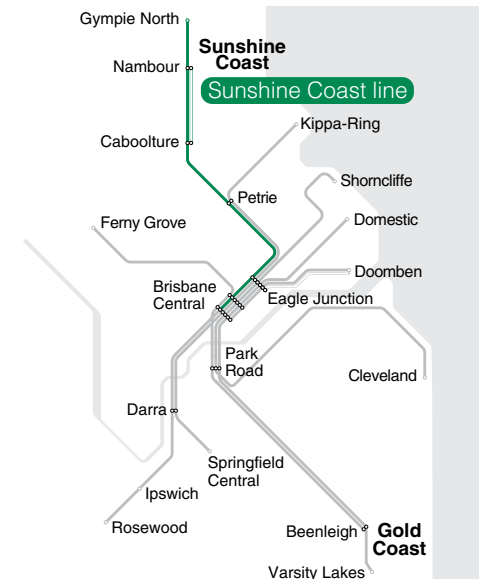 Gympie North
Sunshine
Coast
Nambour
Sunshine Coast line
Kippa-Ring
Caboolture
Shorncliffe
Petrie
Ferny Grove
Domestic
Doomben
Brisbane
Central
Eagle Junction
Park
Road
Cleveland
Darra
Springfield
Central
Ipswich
Rosewood
Beenleigh
Gold
Coast
Varsity Lakes